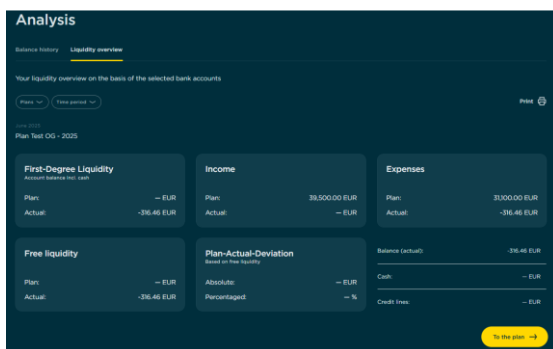 Analysis
Balance history Liquidity overview
Your liquidity overview on the basis of the selected bank accounts
Plans Time period Print
June 2025
Plan Test OG - 2025
First-Degree Liquidity
Account balance incl. cash
Plan: — EUR
Actual: -316.46 EUR
Income
Plan: 39,500.00 EUR
Actual: — EUR
Expenses
Plan: 31,100.00 EUR
Actual: -316.46 EUR
Free liquidity
Plan: — EUR
Actual: -316.46 EUR
Plan-Actual-Deviation
Based on free liquidity
Absolute: — EUR
Percentaged: — %
Balance (actual): -316.46 EUR
Cash: — EUR
Credit lines: — EUR
To the plan →